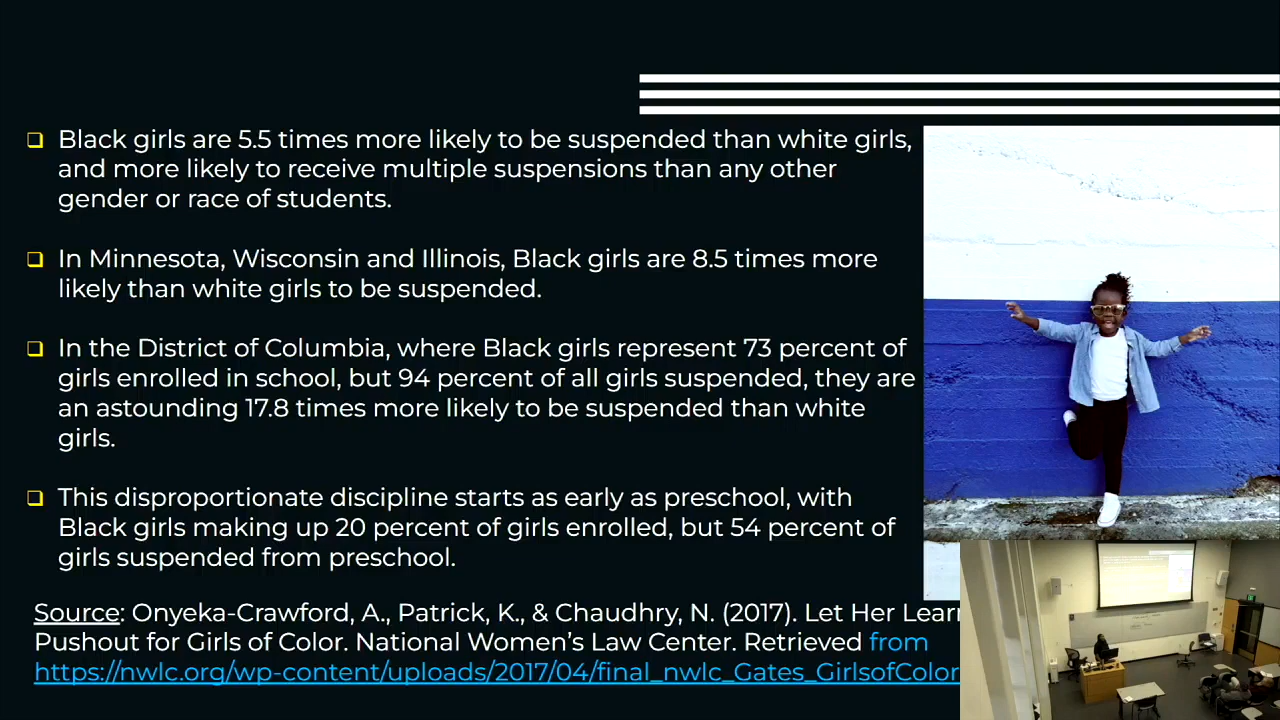 Black girls are 5.5 times more likely to be suspended than white girls,
and more likely to receive multiple suspensions than any other
gender or race of students.
In Minnesota, Wisconsin and Illinois, Black girls are 8.5 times more
likely than white girls to be suspended.
In the District of Columbia, where Black girls represent 73 percent of
girls enrolled in school, but 94 percent of all girls suspended, they are
an astounding 17.8 times more likely to be suspended than white
girls.
This disproportionate discipline starts as early as preschool, with
Black girls making up 20 percent of girls enrolled, but 54 percent of
girls suspended from preschool.
Source: Onyeka-Crawford, A., Patrick, K., & Chaudhry, N. (2017). Let Her Learn
Pushout for Girls of Color. National Women's Law Center. Retrieved from
https://nwlc.org/wp-content/uploads/2017/04/final_nwlc_Gates_GirlsofColor